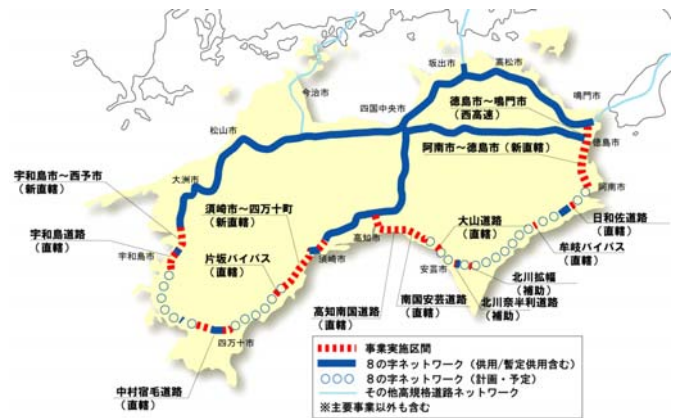 坂出市
高松市
鳴門市
今治市
四国中央市
徳島市～鳴門市
(西高速)
松山市
徳島市
阿南市～徳島市(新直轄)
宇和島市～西予市
(新直轄)
大洲市
阿南市
須崎市～四万十町
(新直轄)
大山道路
(直轄)
日和佐道路
(直轄)
宇和島道路
(直轄)
宇和島市
高知市
牟岐バイパス
(直轄)
片坂バイパス
(直轄)
須崎市
安芸市
北川拡幅
(補助)
高知南国道路
(直轄)
南国安芸道路
(直轄)
北川奈半利道路
(補助)
四万十市
中村宿毛道路
(直轄)
事業実施区間
8の字ネットワーク(供用/暫定供用含む)
8の字ネットワーク(計画・予定)
その他高規格道路ネットワーク
※主要事業以外も含む